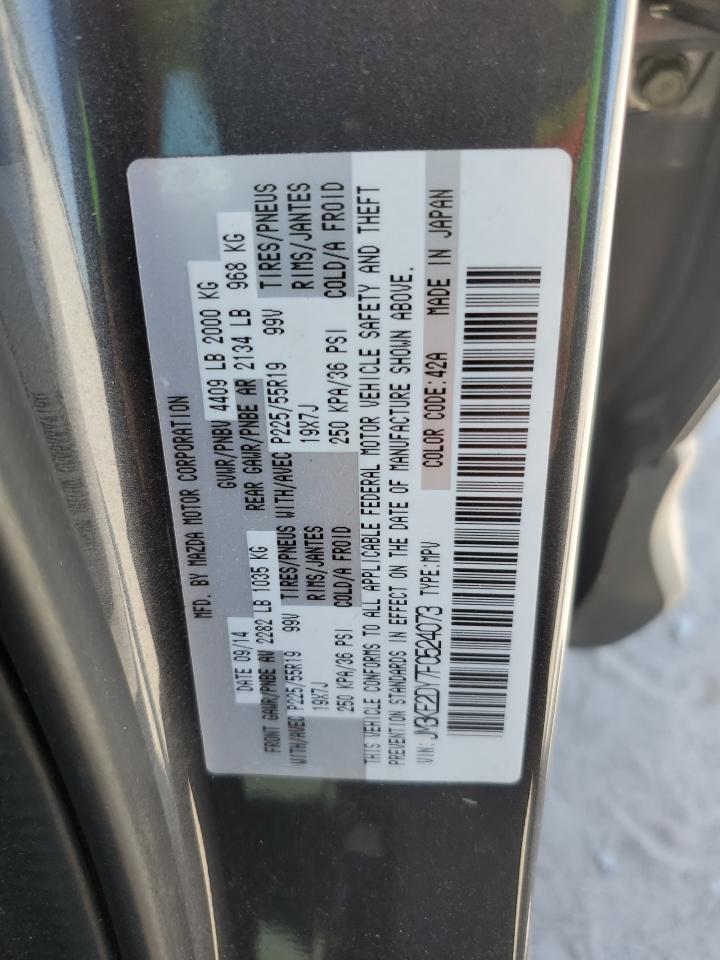 MFD. BY MAZDA MOTOR CORPORATION
DATE 09/14 GVWR/PNBV 4409 LB 2000 KG
FRONT GAWR/PNBE AV 2282 LB 1035 KG REAR GAWR/PNBE AR 2134 LB 968 KG
WITH/AVEC P225/55R19 99V TIRES/PNEUS WITH/AVEC P225/55R19 99V TIRES/PNEUS
19X7J RIMS/JANTES 19X7J RIMS/JANTES
250 KPA/36 PSI COLD/A FROID 250 KPA/36 PSI COLD/A FROID
THIS VEHICLE CONFORMS TO ALL APPLICABLE FEDERAL MOTOR VEHICLE SAFETY AND THEFT
PREVENTION STANDARDS IN EFFECT ON THE DATE OF MANUFACTURE SHOWN ABOVE.
VIN: JM3KE2DY7F0524073 TYPE:MPV COLOR CODE:42A MADE IN JAPAN